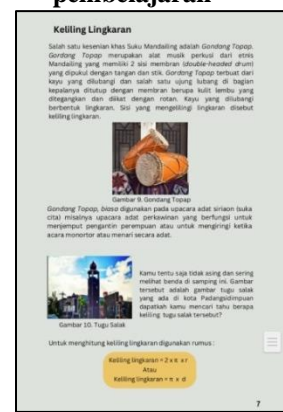 pembelajaran
Keliling Lingkaran
Salah satu kesenian khas Suku Mandailing adalah Gondang Topap.
Gordang Topap merupakan alat musik perkusi dari etnis
Mandailing yang memiliki 2 sisi membran (double-headed drum)
yang dipukul dengan tangan dan stik. Gordang Topap terbuat dari
kayu yang dilubangi dan salah satu ujung lubang di bagian
kepalanya ditutup dengan membran berupa kulit lembu yang
ditegangkan dan diikat dengan rotan. Kayu yang dilubangi
berbentuk lingkaran. Sisi yang mengelilingi lingkaran disebut
keliling lingkaran.
Gambar 9. Gondang Topap
Gondang Topap, biasa digunakan pada upacara adat siriaon (suka
cita) misalnya upacara adat perkawinan yang berfungsi untuk
menjemput pengantin perempuan atau untuk mengiringi ketika
acara monortor atau menari secara adat.
Kamu tentu saja tidak asing dan sering
melihat benda di samping ini. Gambar
tersebut adalah gambar tugu salak
yang ada di kota Padangsidimpuan
dapatkah kamu mencari tahu berapa
keliling tugu salak tersebut?
Gambar 10. Tugu Salak
Untuk menghitung keliling lingkaran digunakan rumus :
Keliling lingkaran = 2 x π x r
Atau
Keliling lingkaran = π x d
7